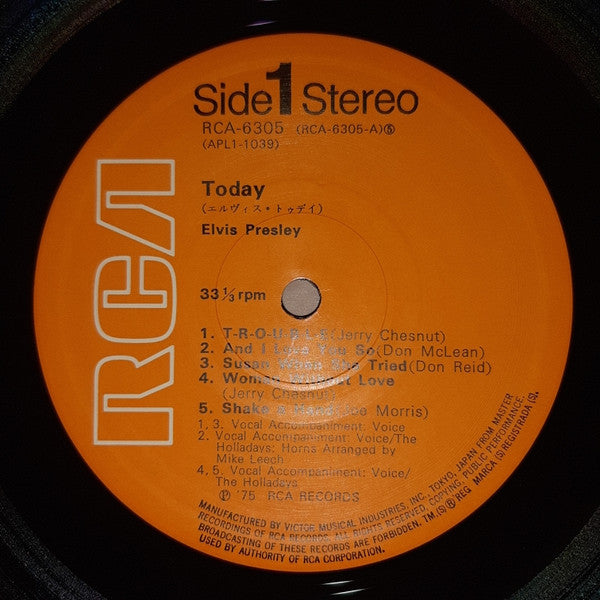 Side 1 Stereo
RCA-6305 (RCA-6305-A)⑤
(APL1-1039)
Today
(エルヴィス・トゥデイ)
Elvis Presley
33 1/3 rpm
RCA
1. T-R-O-U-B-L-E (Jerry Chesnut)
2. And I Love You So (Don McLean)
3. Susan When She Tried (Don Reid)
4. Woman Without Love
(Jerry Chesnut)
5. Shake a Hand (Joe Morris)
1, 3. Vocal Accompaniment: Voice
2. Vocal Accompaniment: Voice/The
Holladays: Horns Arranged by
Mike Leech
4, 5. Vocal Accompaniment: Voice/
The Holladays
Ⓟ '75 RCA RECORDS
MANUFACTURED BY VICTOR MUSICAL INDUSTRIES, INC., TOKYO, JAPAN FROM MASTER
RECORDINGS OF RCA RECORDS. ALL RIGHTS RESERVED, COPYING, PUBLIC PERFORMANCE,
BROADCASTING OF THESE RECORDS ARE FORBIDDEN. TM.(S) ® REG. MARCA (S) REGISTRADA (S).
USED BY AUTHORITY OF RCA CORPORATION.